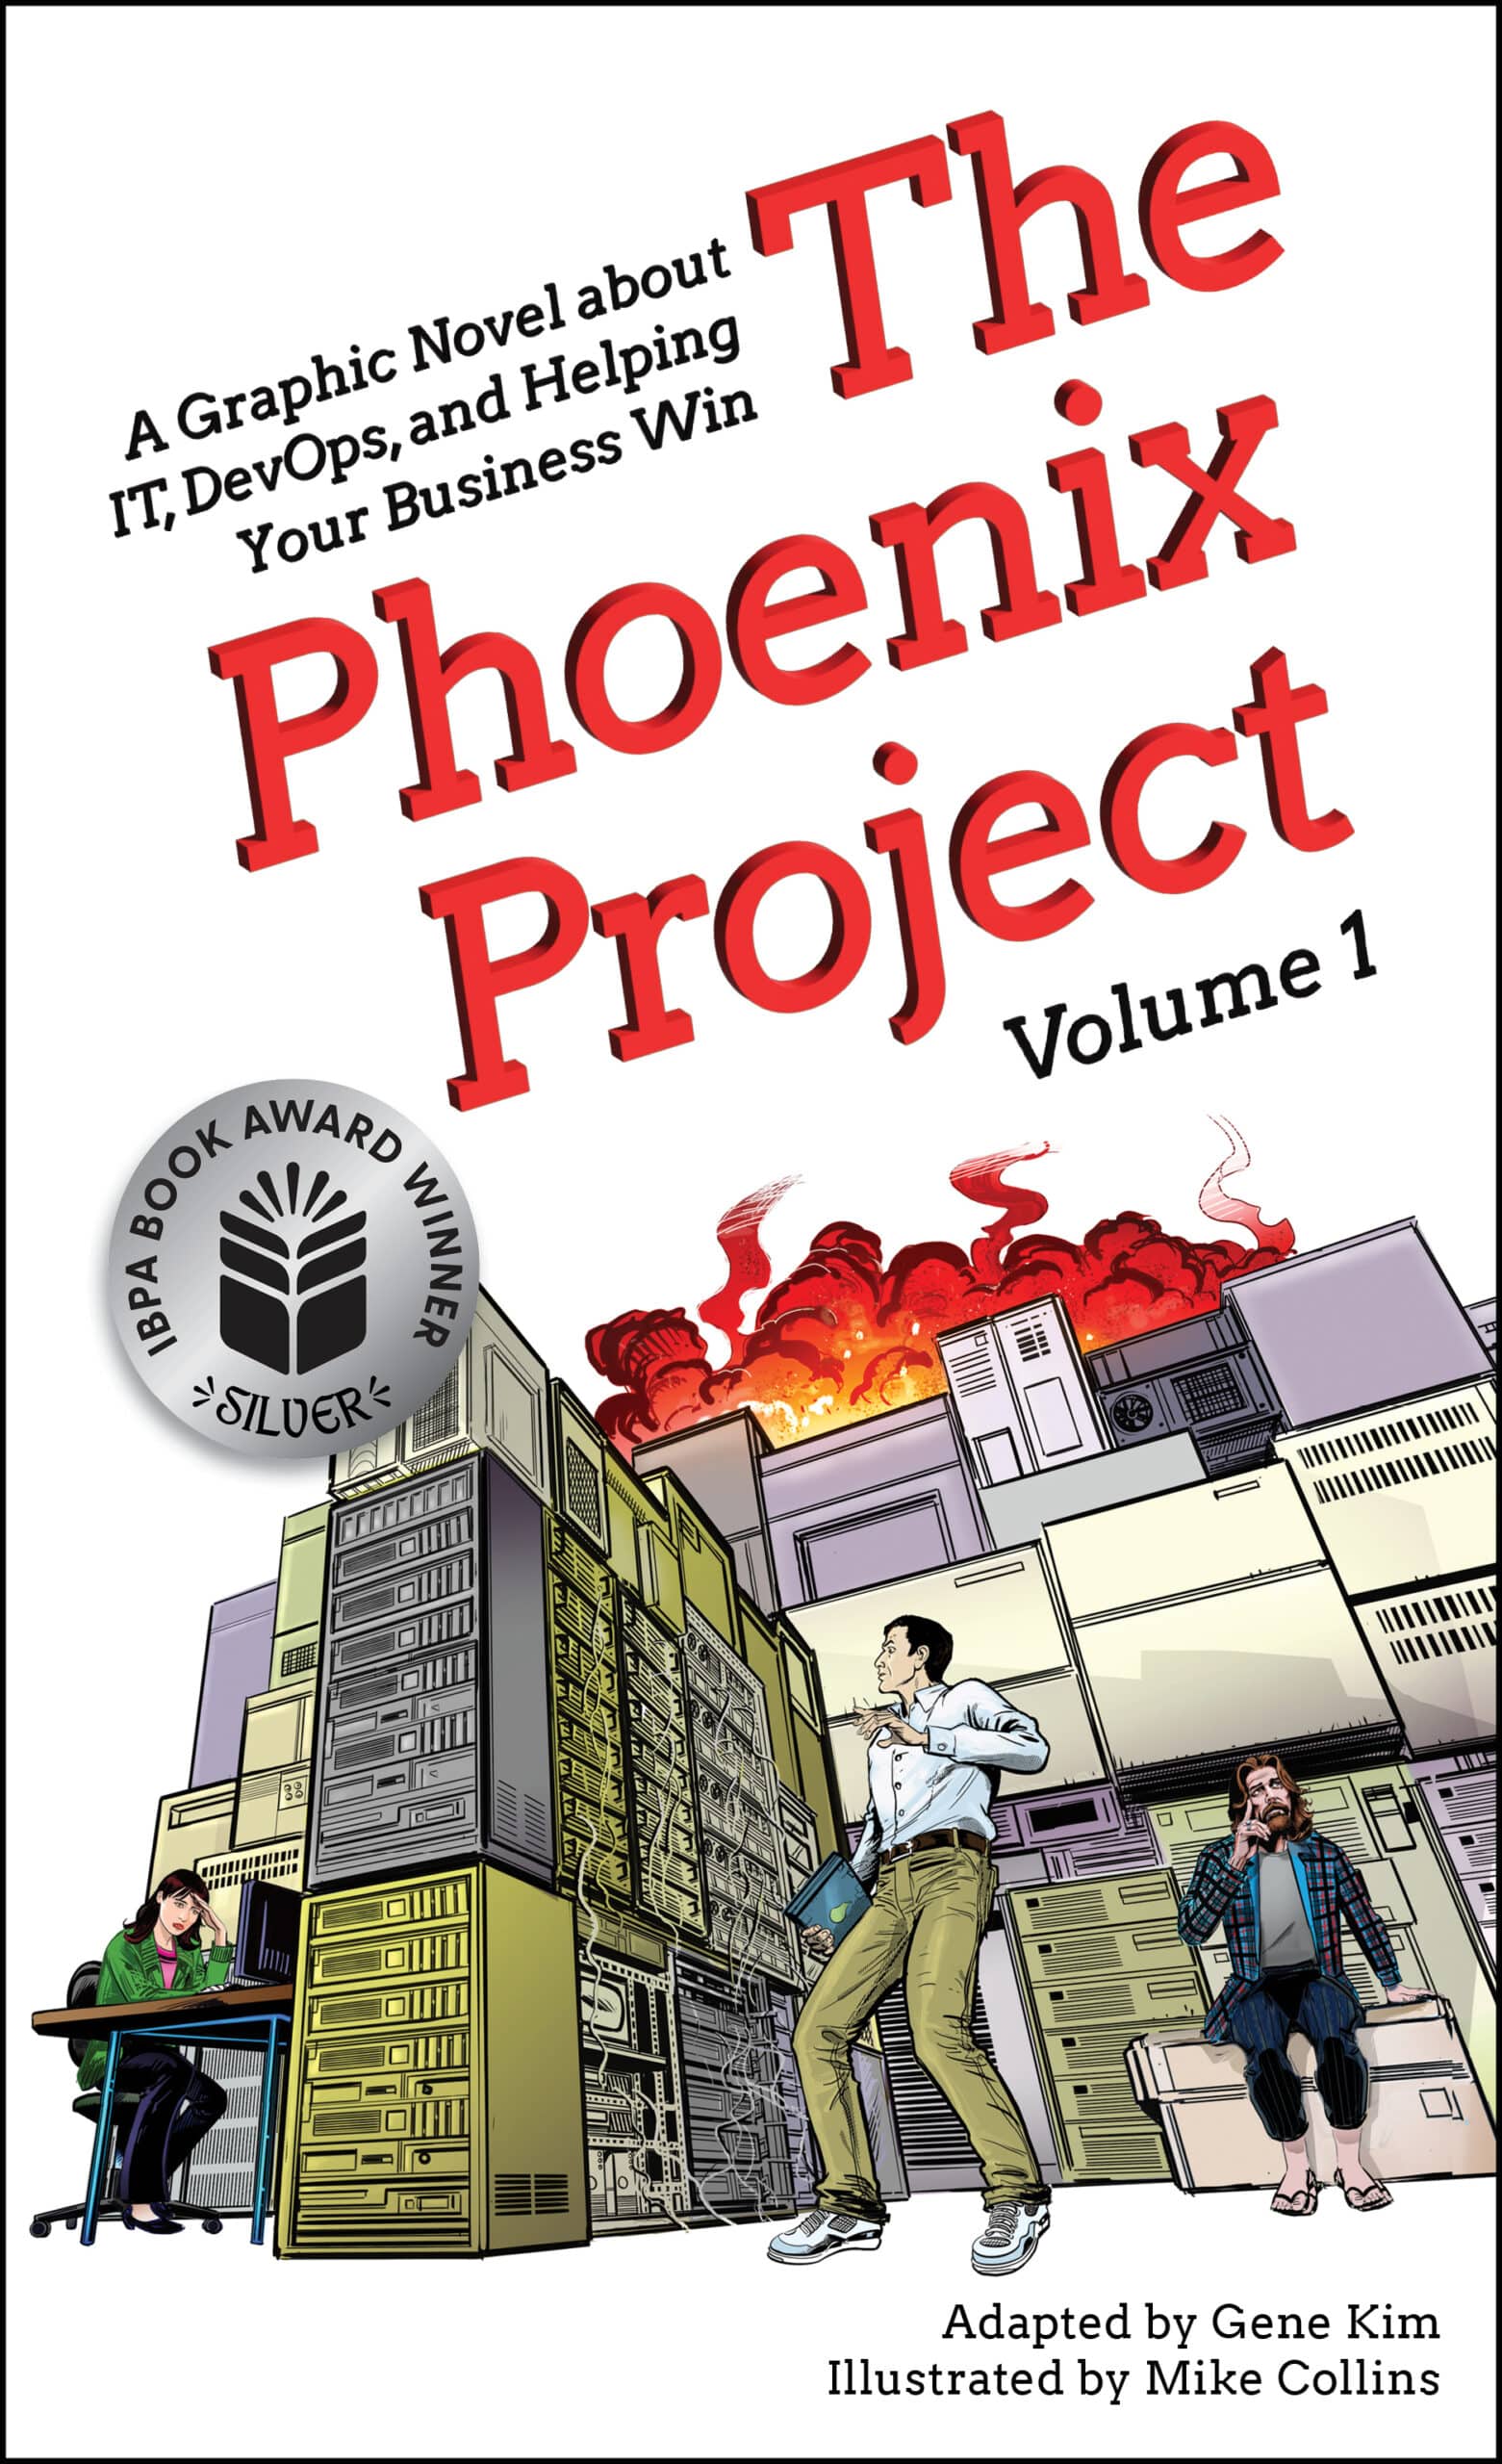 A Graphic Novel about
IT, DevOps, and Helping
Your Business Win
The
Phoenix
Project
Volume 1
IBPA BOOK AWARD WINNER
SILVER
Adapted by Gene Kim
Illustrated by Mike Collins